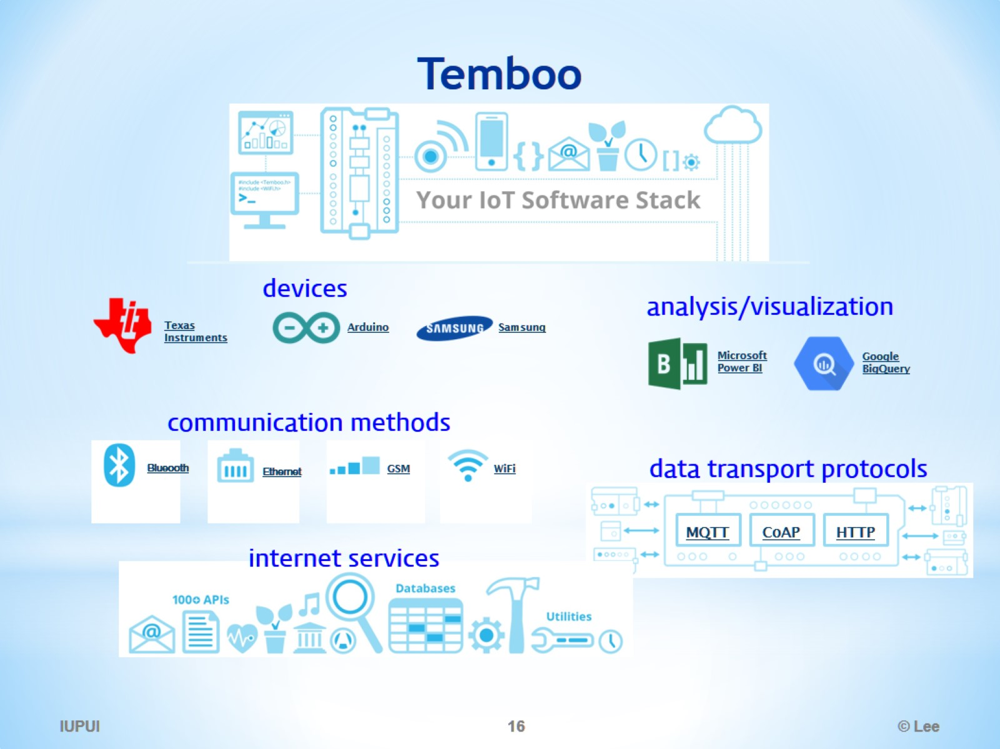 Temboo
#include <Temboo.h>
#include <WiFi.h>
>_
{ }
@
[ ]
Your IoT Software Stack
devices
Texas
Instruments
Arduino
SAMSUNG
Samsung
analysis/visualization
B
Microsoft
Power BI
Google
BigQuery
communication methods
Blueooth
Ethernet
GSM
WiFi
data transport protocols
MQTT
CoAP
HTTP
internet services
100+ APIs
@
Databases
Utilities
IUPUI
16
© Lee